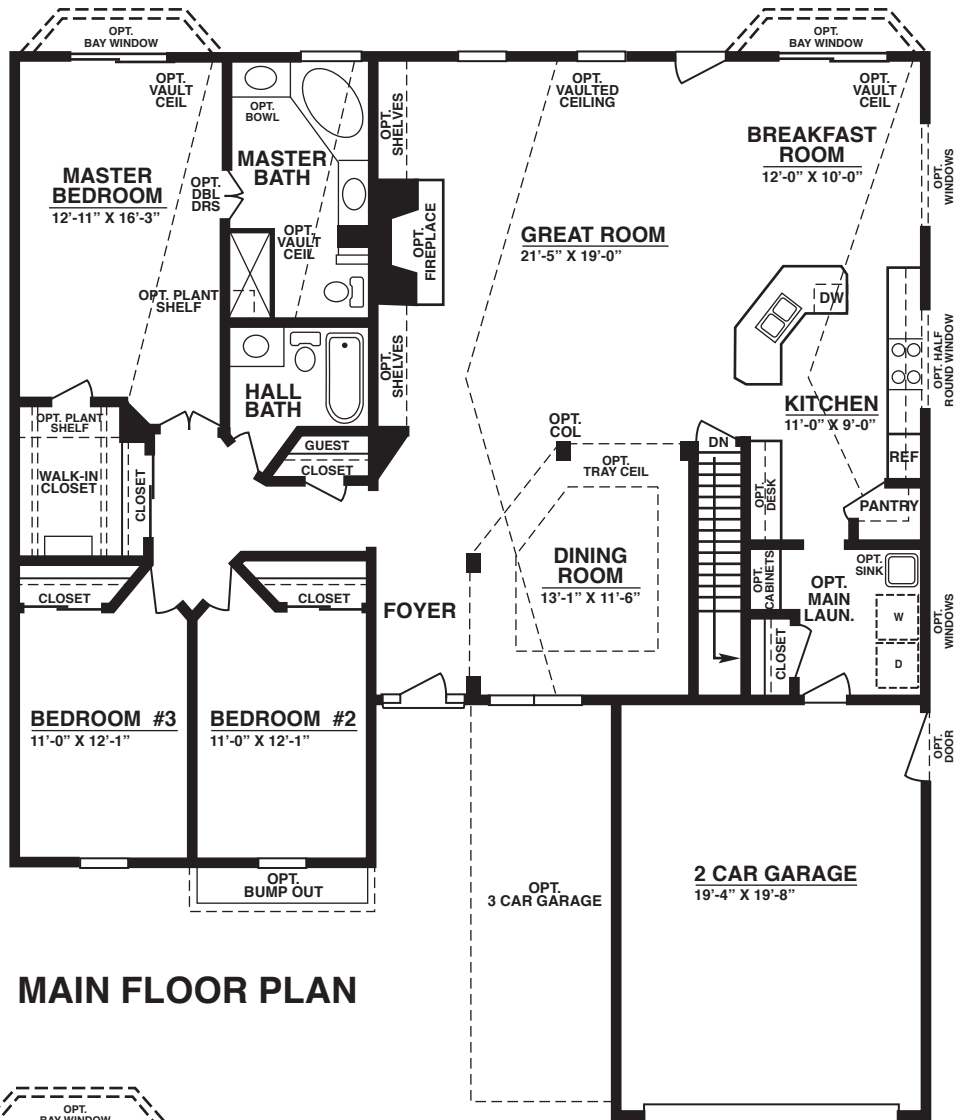 OPT.
BAY WINDOW
OPT.
BAY WINDOW
OPT.
VAULT
CEIL
OPT.
BOWL
OPT.
SHELVES
OPT.
VAULTED
CEILING
OPT.
VAULT
CEIL
MASTER
BEDROOM
12'-11” X 16'-3”
OPT.
DBL
DRS
MASTER
BATH
OPT.
VAULT
CEIL
OPT. PLANT
SHELF
OPT.
FIREPLACE
GREAT ROOM
21'-5” X 19'-0”
BREAKFAST
ROOM
12'-0” X 10'-0”
OPT.
WINDOWS
DW
OPT. HALF
ROUND WINDOW
HALL
BATH
OPT.
SHELVES
KITCHEN
11'-0” X 9'-0”
REF
PANTRY
OPT. PLANT
SHELF
WALK-IN
CLOSET
CLOSET
GUEST
CLOSET
OPT.
COL
OPT.
TRAY CEIL
DN
OPT.
DESK
DINING
ROOM
13'-1” X 11'-6”
OPT.
CABINETS
OPT.
MAIN
LAUN.
OPT.
SINK
W
D
OPT.
WINDOWS
CLOSET
CLOSET
CLOSET
FOYER
BEDROOM #3
11'-0” X 12'-1”
BEDROOM #2
11'-0” X 12'-1”
OPT.
DOOR
OPT.
BUMP OUT
OPT.
3 CAR GARAGE
2 CAR GARAGE
19'-4” X 19'-8”
MAIN FLOOR PLAN
OPT.
BAY WINDOW